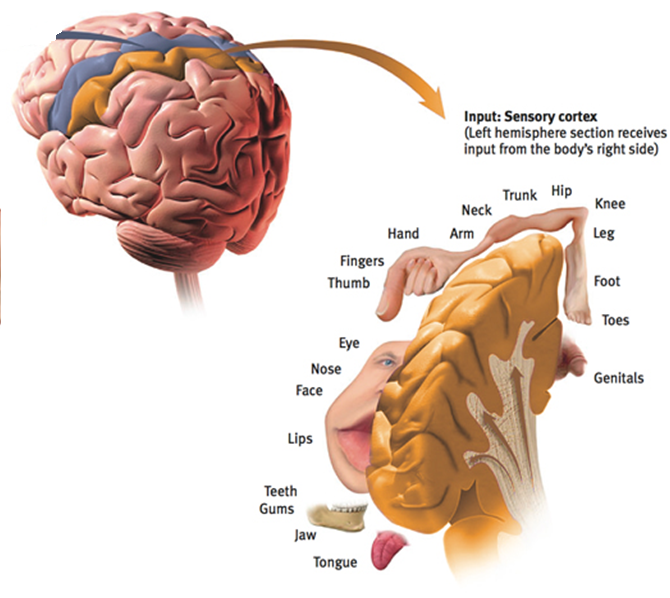 Input: Sensory cortex
(Left hemisphere section receives
input from the body's right side)
Hip
Trunk
Knee
Neck
Hand
Arm
Leg
Fingers
Thumb
Foot
Toes
Eye
Nose
Genitals
Face
Lips
Teeth
Gums
Jaw
Tongue